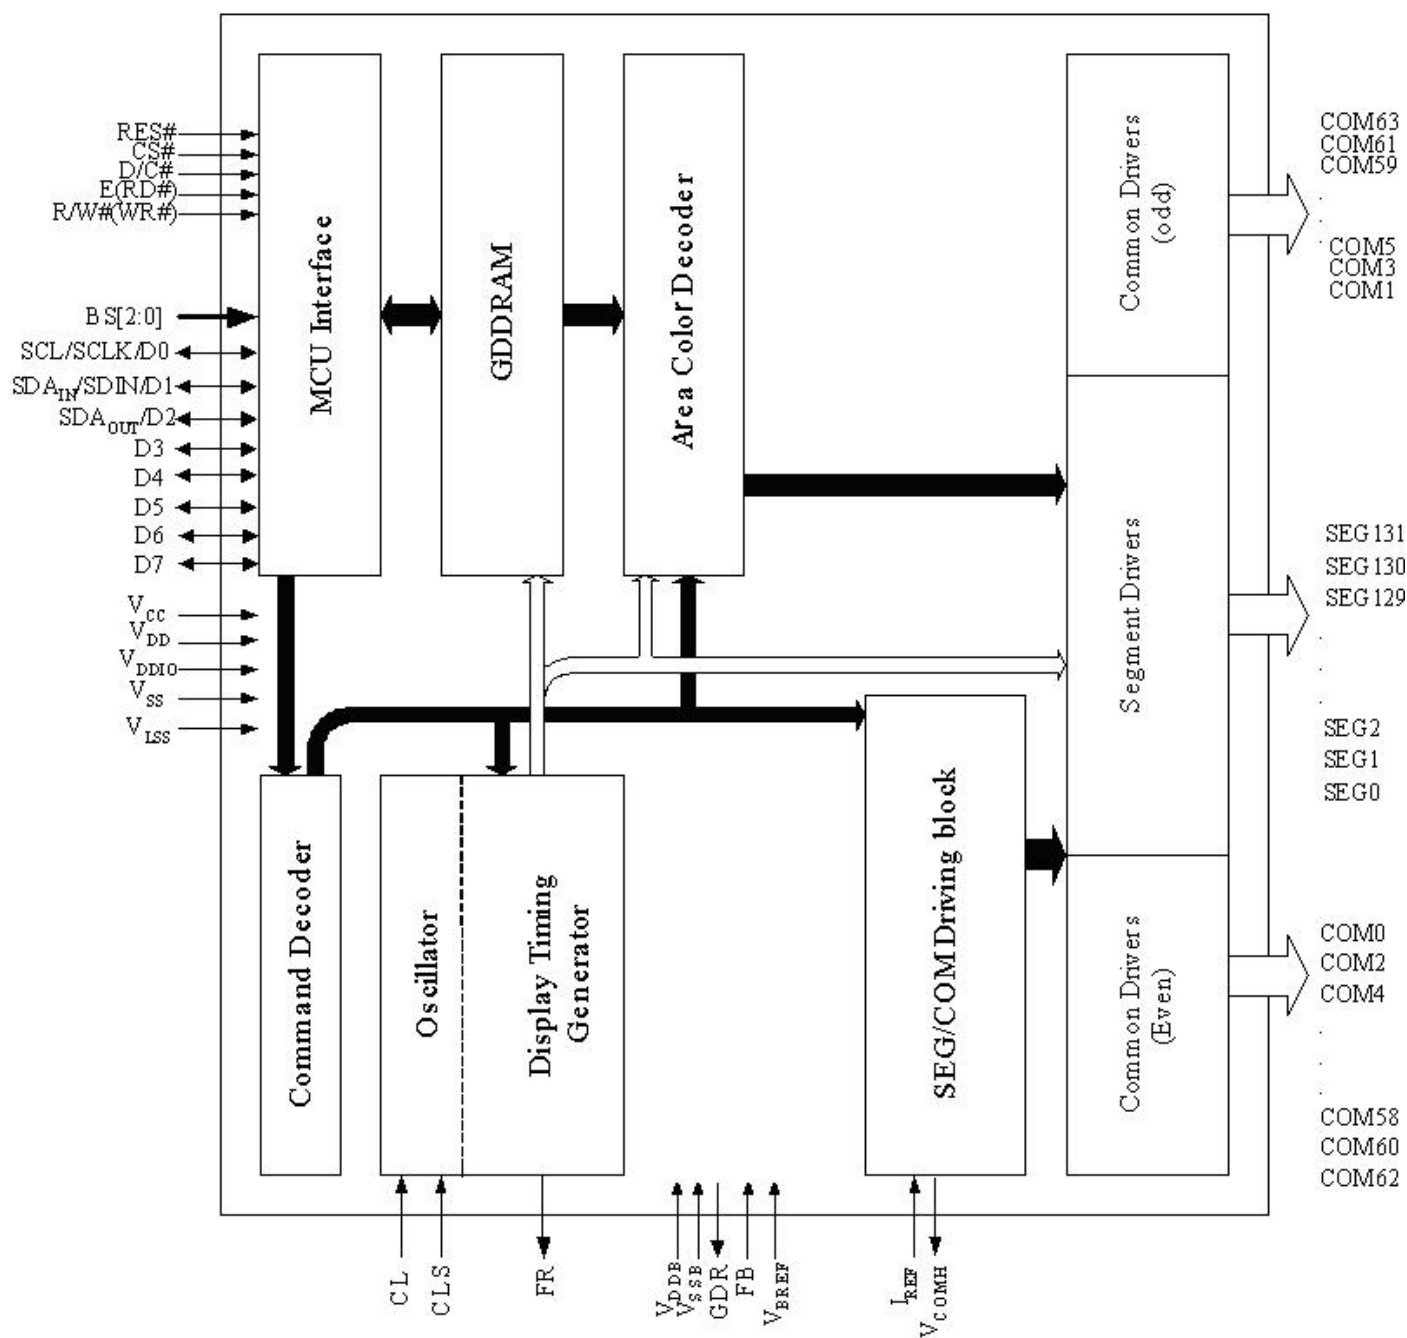 RES#
CS#
D/C#
E(RD#)
R/W#(WR#)
BS[2:0]
SCL/SCLK/D0
SDAIN/SDIN/D1
SDAOUT/D2
D3
D4
D5
D6
D7
VCC
VDD
VDDIO
VSS
VLSS
MCU Interface
GDDRAM
Area Color Decoder
Common Drivers
(odd)
Segment Drivers
Common Drivers
(Even)
Command Decoder
Oscillator
Display Timing
Generator
SEG/COM Driving block
COM63
COM61
COM59
.
.
.
COM5
COM3
COM1
SEG131
SEG130
SEG129
.
.
.
SEG2
SEG1
SEG0
COM0
COM2
COM4
.
.
.
COM58
COM60
COM62
CL
CLS
FR
VDDB
VSSB
GDR
FB
VBREF
IREF
VCOMH